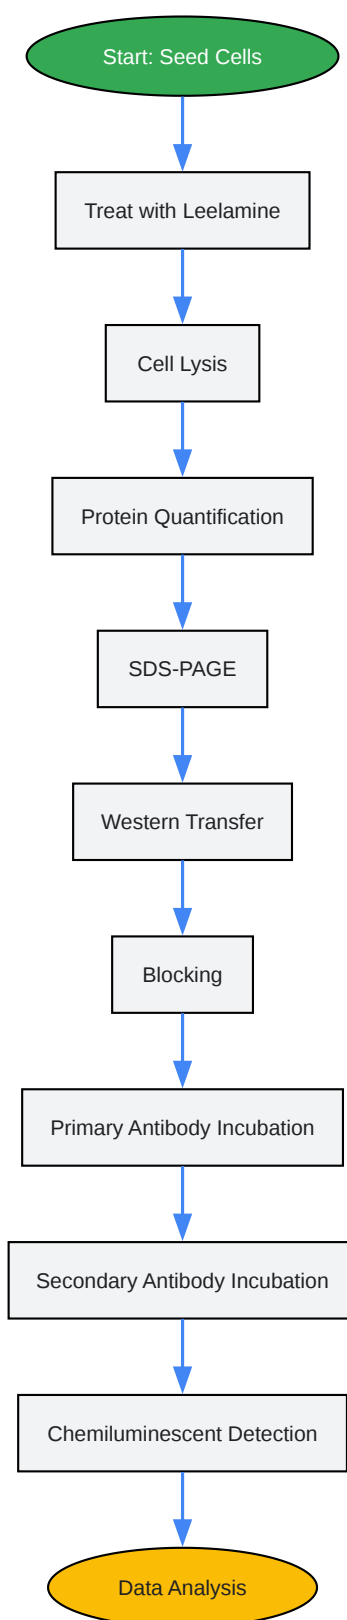 Start: Seed Cells
Treat with Leelamine
Cell Lysis
Protein Quantification
SDS-PAGE
Western Transfer
Blocking
Primary Antibody Incubation
Secondary Antibody Incubation
Chemiluminescent Detection
Data Analysis